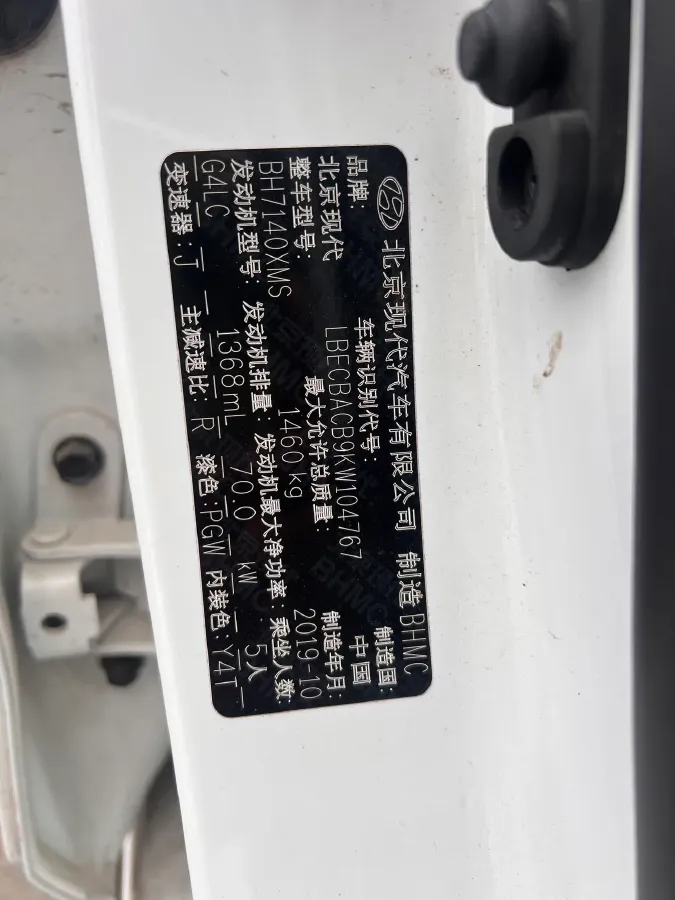 北京现代汽车有限公司 制造 BHMC
品牌: 车辆识别代号: 制造国:
北京现代 LBECBACB9KW104767 中国
整车型号: 最大允许总质量: 制造年月:
BH7140XMS 1460kg 2019-10
发动机型号: 发动机排量: 发动机最大净功率: 乘坐人数:
G4LC 1368mL 70.0 kW 5人
变速器: J 主减速比: R 漆色: PGW 内装色: Y4T